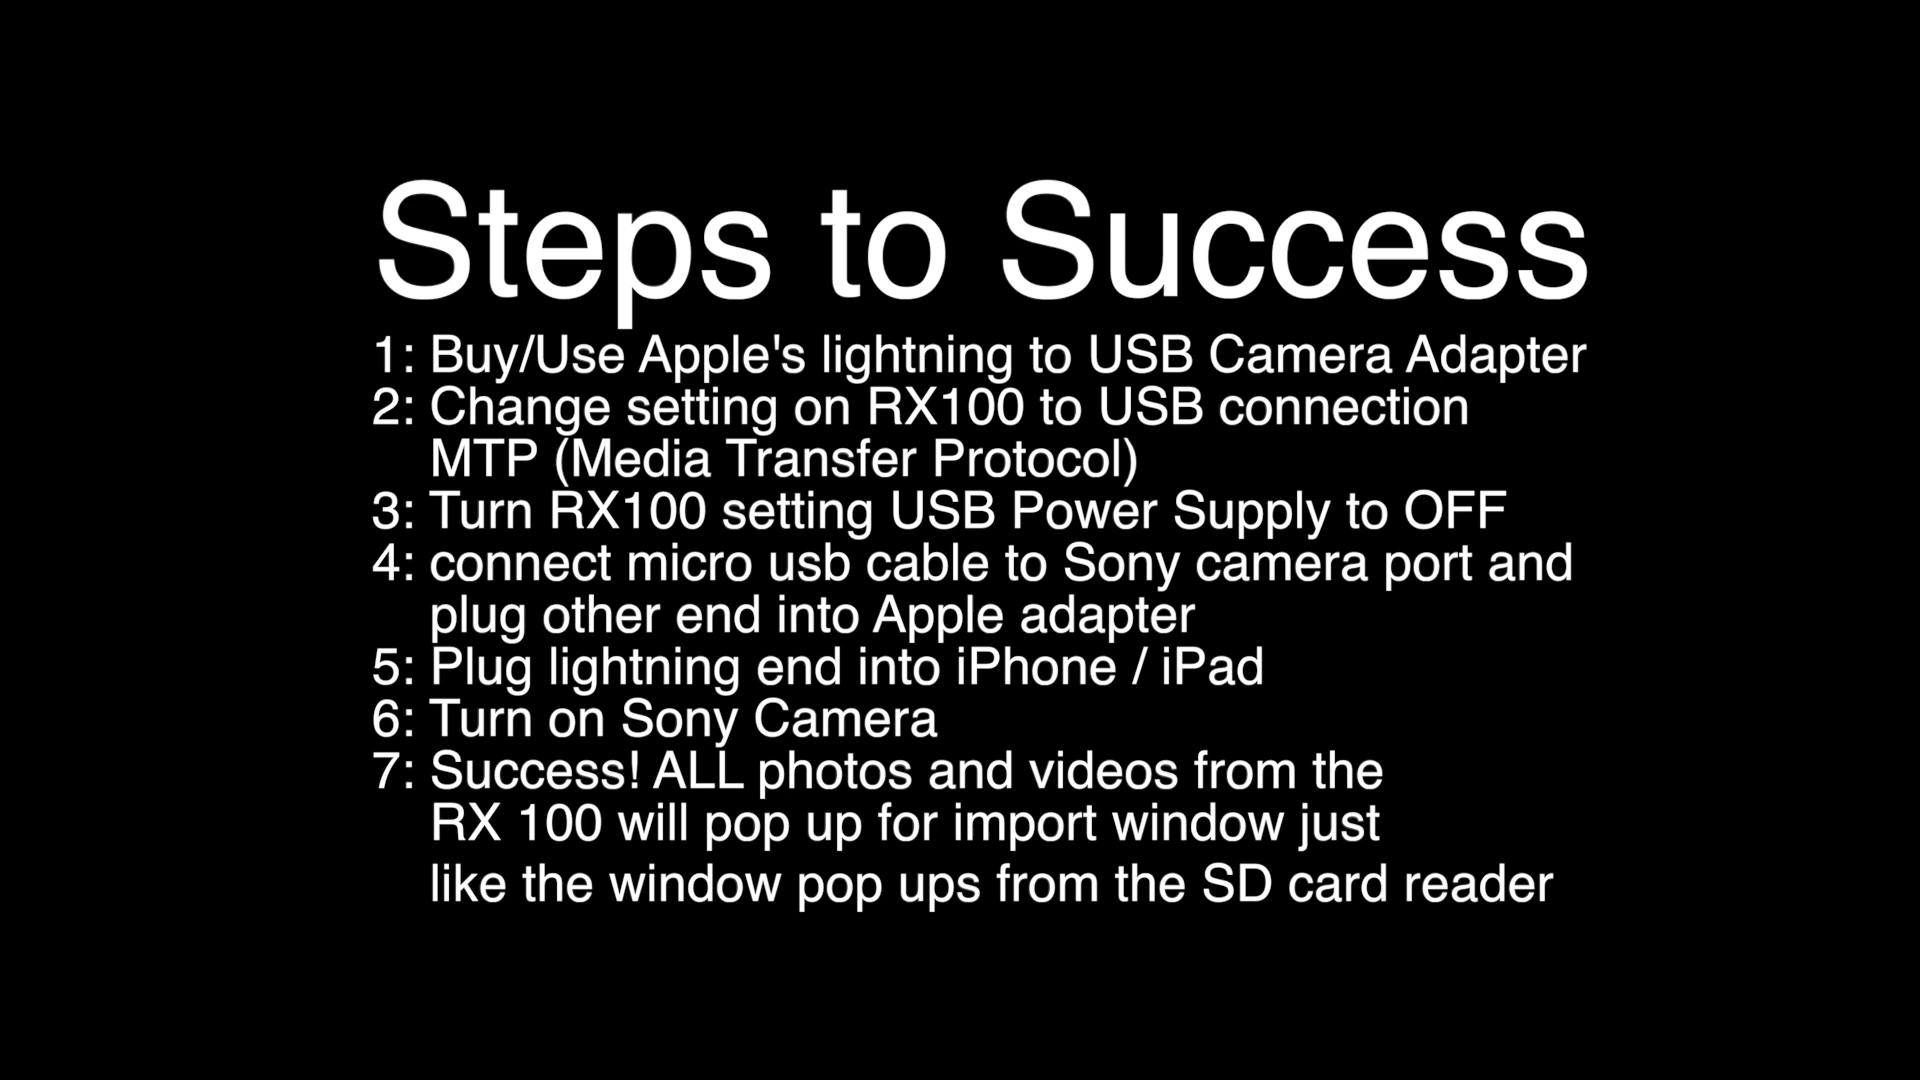 Steps to Success
1: Buy/Use Apple's lightning to USB Camera Adapter
2: Change setting on RX100 to USB connection
MTP (Media Transfer Protocol)
3: Turn RX100 setting USB Power Supply to OFF
4: connect micro usb cable to Sony camera port and
plug other end into Apple adapter
5: Plug lightning end into iPhone / iPad
6: Turn on Sony Camera
7: Success! ALL photos and videos from the
RX 100 will pop up for import window just
like the window pop ups from the SD card reader